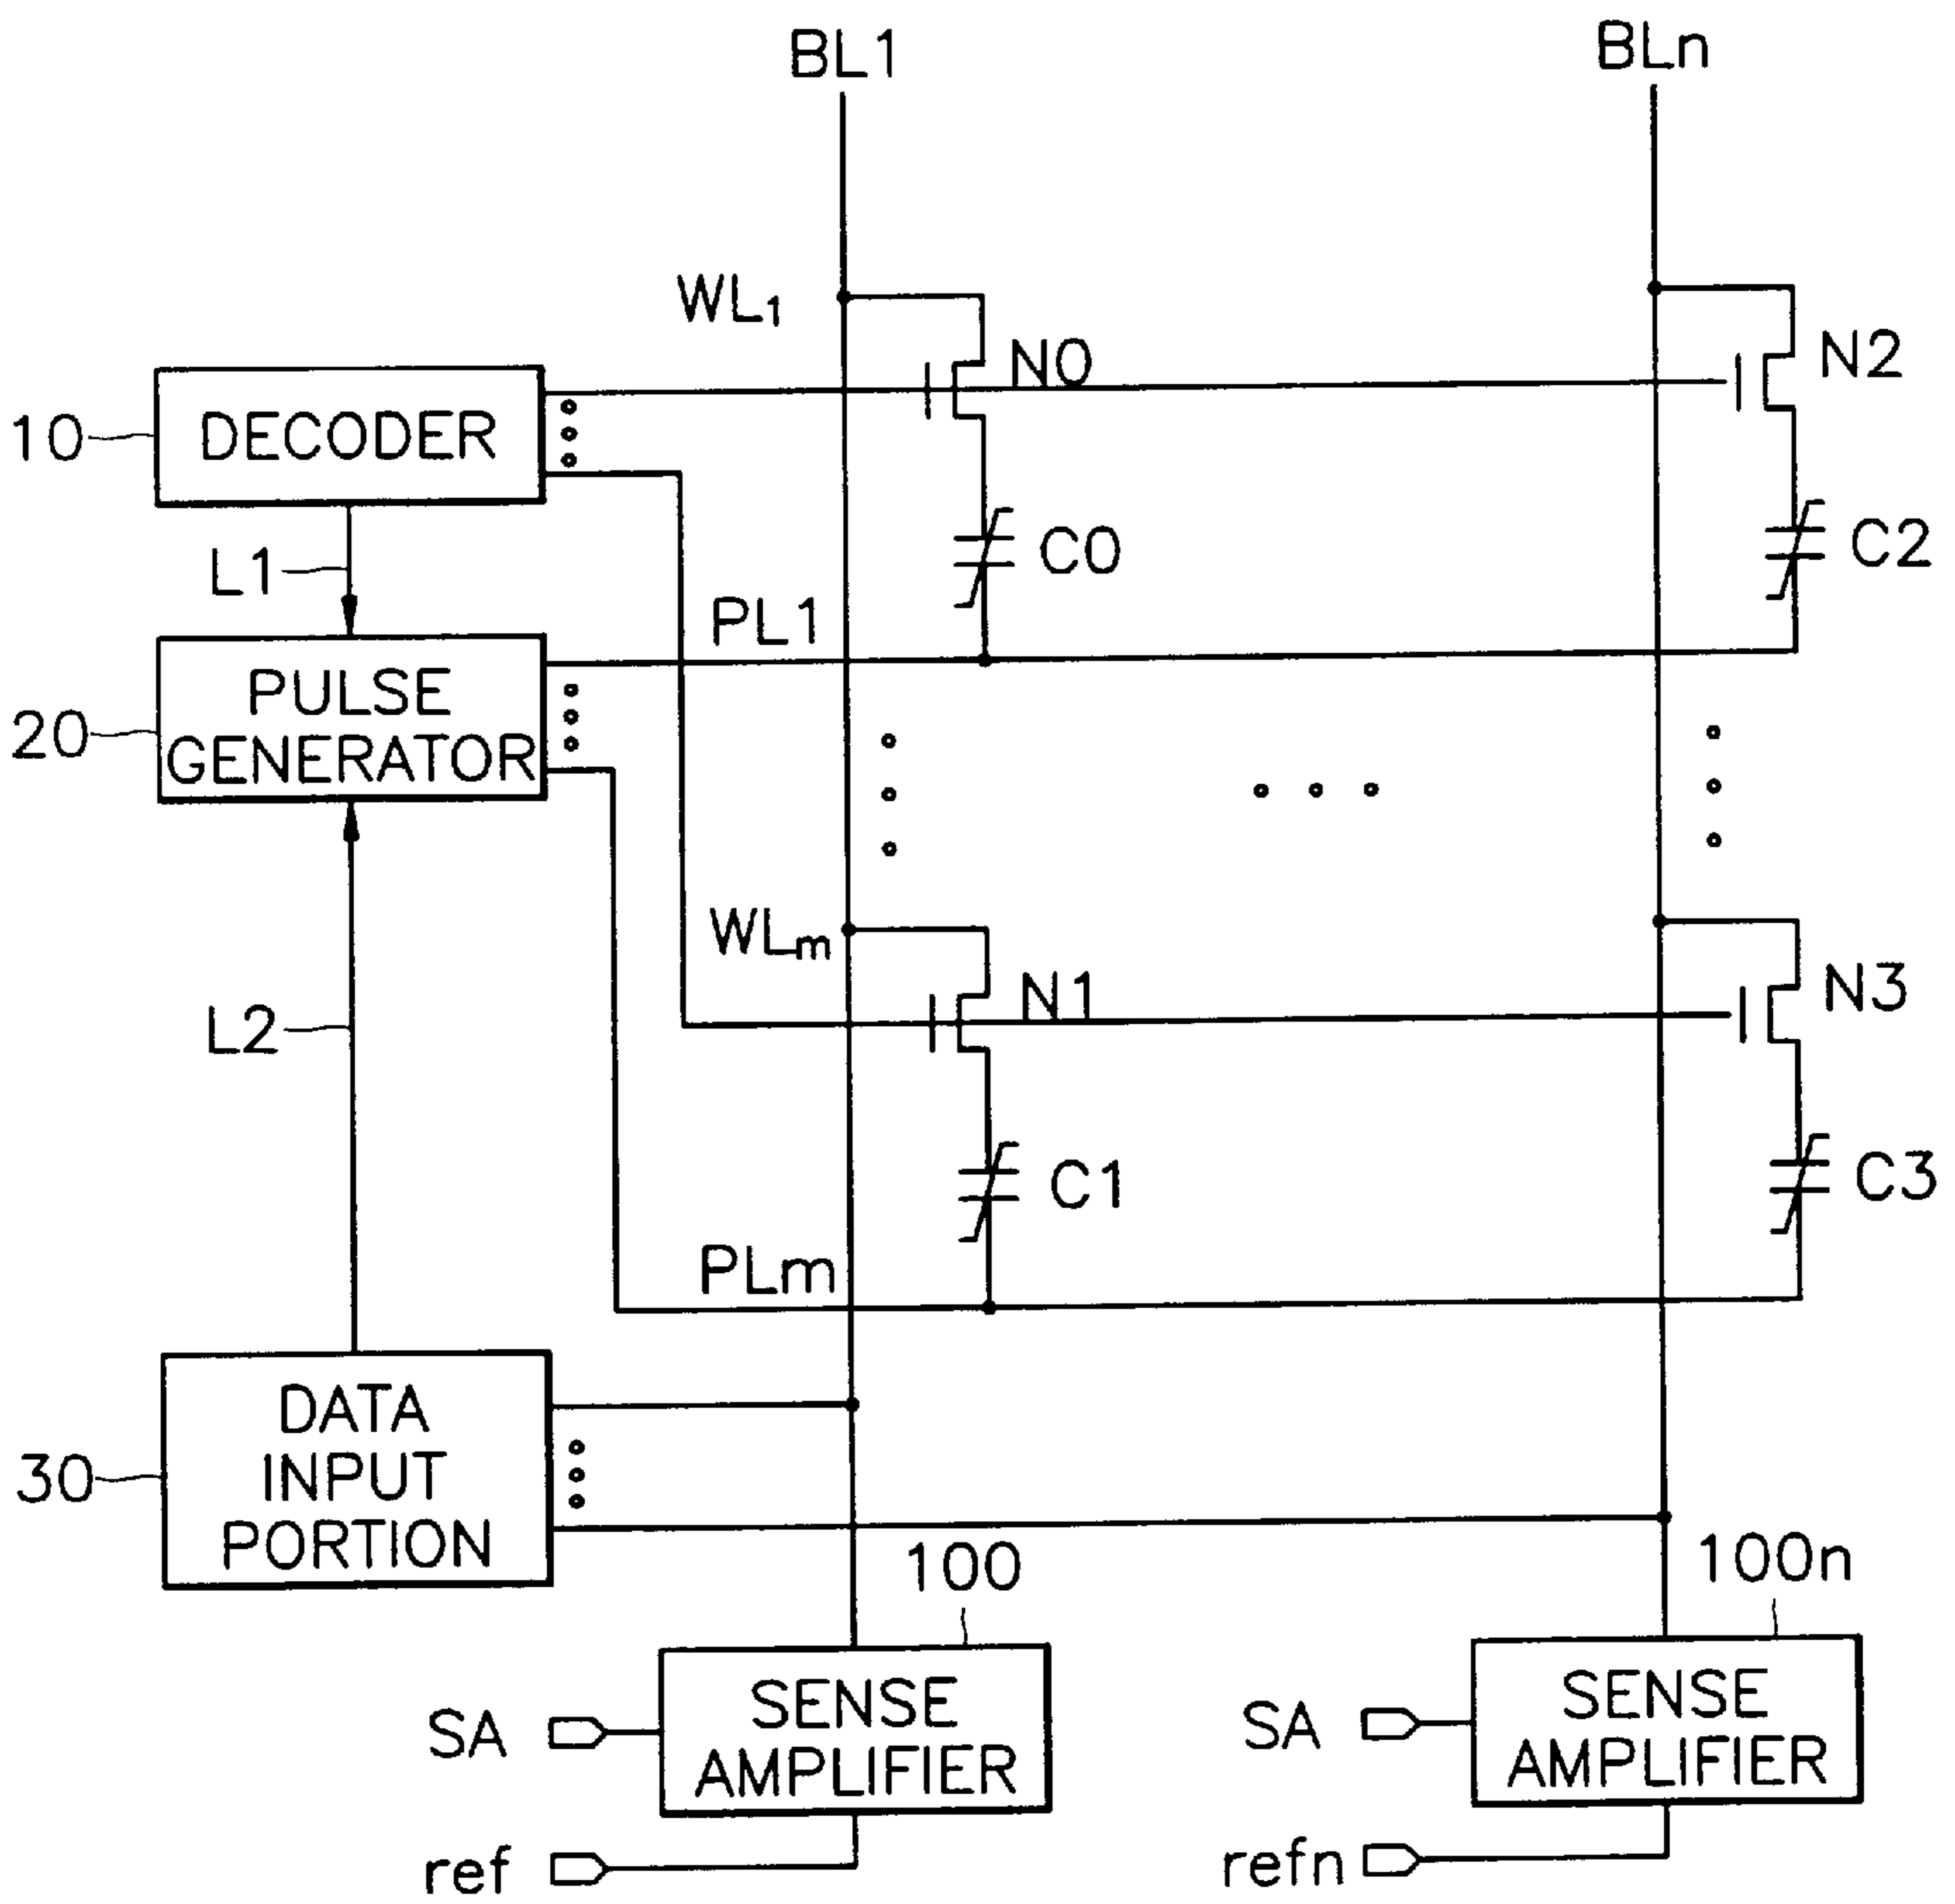 BL1
BLn
WL1
N0
N2
10
DECODER
C0
C2
L1
PL1
20
PULSE
GENERATOR
WLm
N1
N3
L2
C1
C3
PLm
30
DATA
INPUT
PORTION
100
100n
SA
SENSE
AMPLIFIER
SA
SENSE
AMPLIFIER
ref
refn